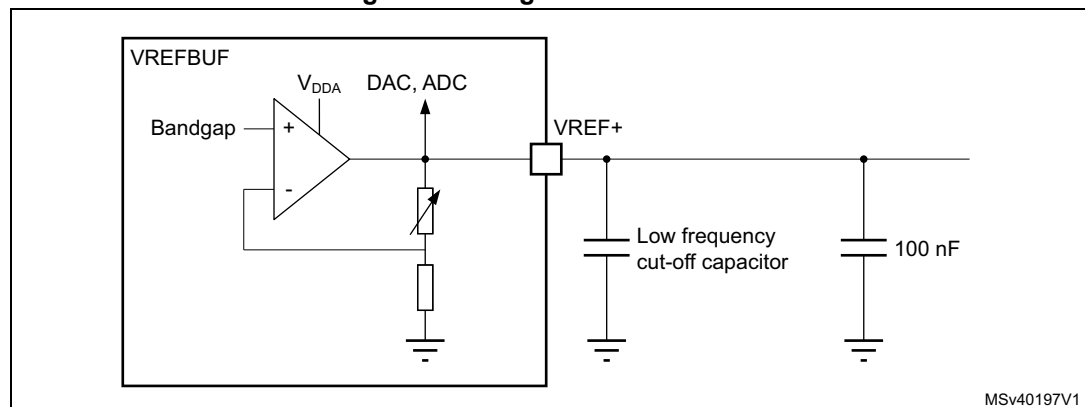 VREFBUF
VDDA
DAC, ADC
Bandgap
+
-
VREF+
Low frequency
cut-off capacitor
100 nF
MSv40197V1